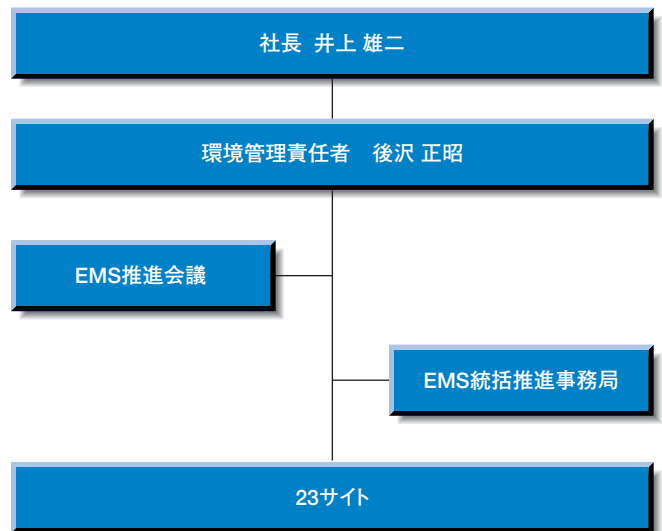 社長 井上 雄二
環境管理責任者　後沢 正昭
EMS推進会議
EMS統括推進事務局
23サイト